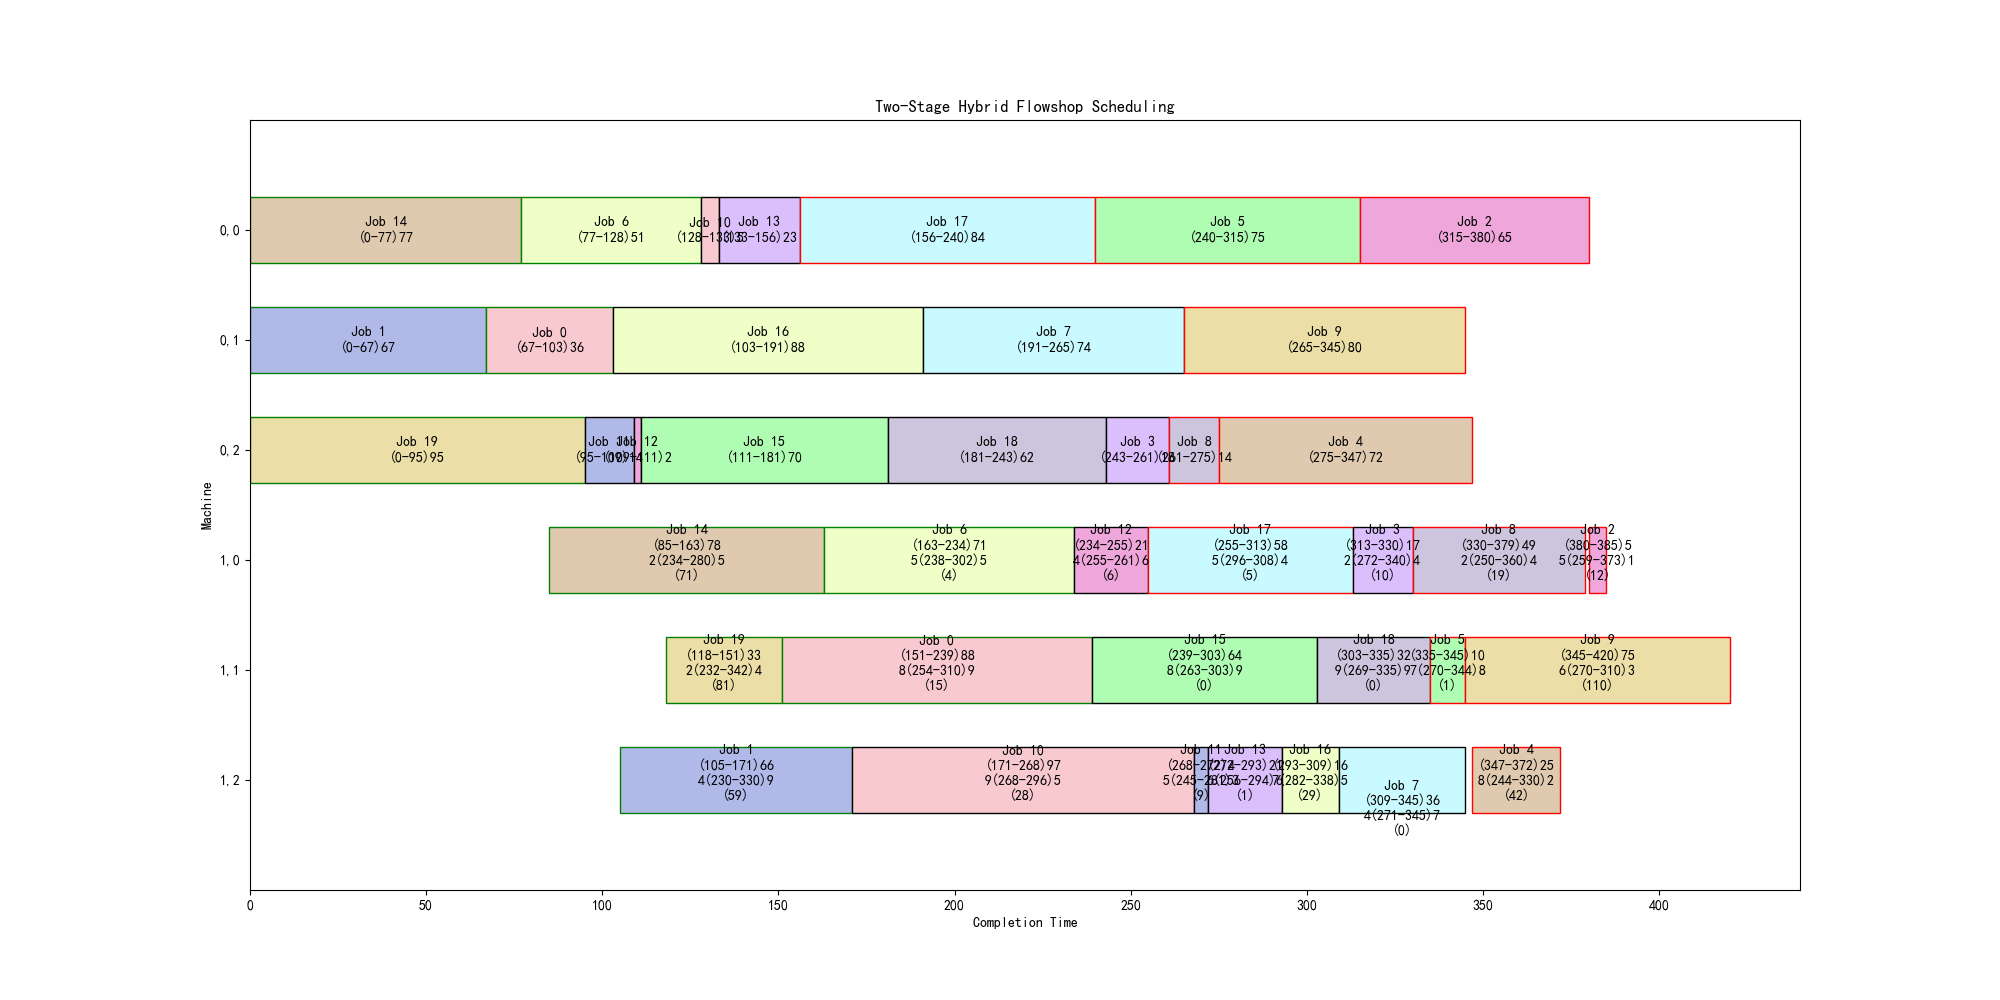 Two-Stage Hybrid Flowshop Scheduling
0,0
Job 14
(0-77)77
Job 6
(77-128)51
Job 10
(128-133)5
Job 13
(133-156)23
Job 17
(156-240)84
Job 5
(240-315)75
Job 2
(315-380)65
0,1
Job 1
(0-67)67
Job 0
(67-103)36
Job 16
(103-191)88
Job 7
(191-265)74
Job 9
(265-345)80
0,2
Job 19
(0-95)95
Job 11
(95-109)14
Job 12
(109-111)2
Job 15
(111-181)70
Job 18
(181-243)62
Job 3
(243-261)18
Job 8
(261-275)14
Job 4
(275-347)72
Machine
1,0
Job 14
(85-163)78
2(234-280)5
(71)
Job 6
(163-234)71
5(238-302)5
(4)
Job 12
(234-255)21
4(255-261)6
(6)
Job 17
(255-313)58
5(296-308)4
(5)
Job 3
(313-330)17
2(272-340)4
(10)
Job 8
(330-379)49
2(250-360)4
(19)
Job 2
(380-385)5
5(259-373)1
(12)
1,1
Job 19
(118-151)33
2(232-342)4
(81)
Job 0
(151-239)88
8(254-310)9
(15)
Job 15
(239-303)64
8(263-303)9
(0)
Job 18
(303-335)32
9(269-335)9
(0)
Job 5
(335-345)10
7(270-344)8
(1)
Job 9
(345-420)75
6(270-310)3
(110)
1,2
Job 1
(105-171)66
4(230-330)9
(59)
Job 10
(171-268)97
9(268-296)5
(28)
Job 11
(268-272)4
(9)
Job 13
(272-293)21
(1)
Job 16
(293-309)16
(29)
Job 7
(309-345)36
4(271-345)7
(0)
Job 4
(347-372)25
8(244-330)2
(42)
0 50 100 150 200 250 300 350 400
Completion Time